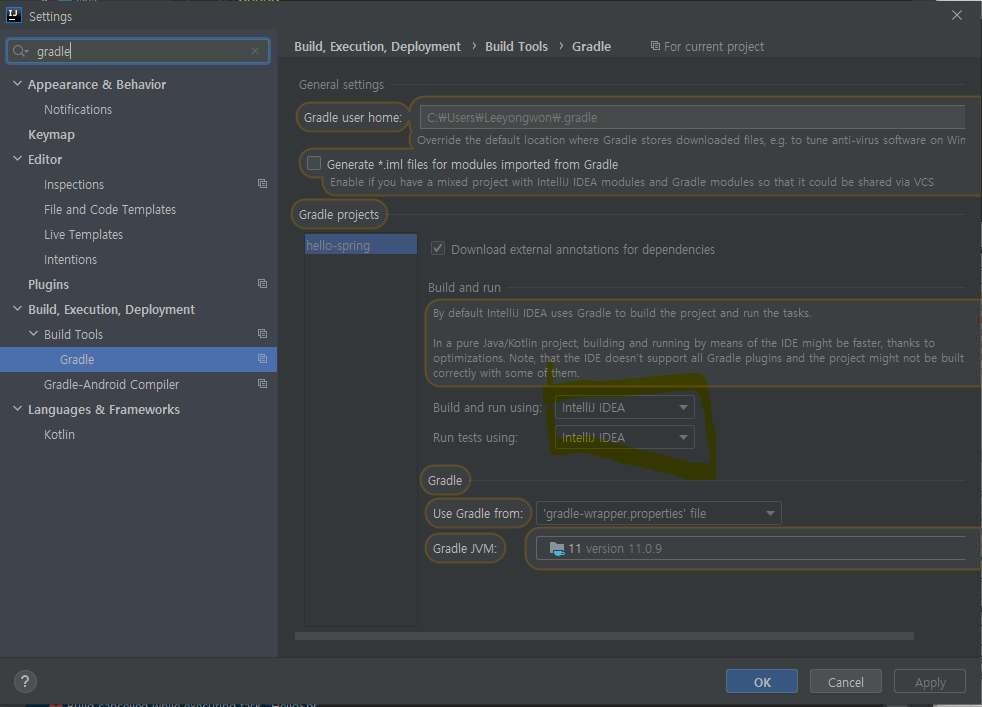 Settings
gradle
Build, Execution, Deployment › Build Tools › Gradle For current project
Appearance & Behavior
Notifications
Keymap
Editor
Inspections
File and Code Templates
Live Templates
Intentions
Plugins
Build, Execution, Deployment
Build Tools
Gradle
Gradle-Android Compiler
Languages & Frameworks
Kotlin
General settings
Gradle user home: C:₩Users₩Leeyongwon₩.gradle
Override the default location where Gradle stores downloaded files, e.g. to tune anti-virus software on Win
Generate *.iml files for modules imported from Gradle
Enable if you have a mixed project with IntelliJ IDEA modules and Gradle modules so that it could be shared via VCS
Gradle projects
hello-spring
Download external annotations for dependencies
Build and run
By default IntelliJ IDEA uses Gradle to build the project and run the tasks.
In a pure Java/Kotlin project, building and running by means of the IDE might be faster, thanks to
optimizations. Note, that the IDE doesn't support all Gradle plugins and the project might not be built
correctly with some of them.
Build and run using: IntelliJ IDEA
Run tests using: IntelliJ IDEA
Gradle
Use Gradle from: 'gradle-wrapper.properties' file
Gradle JVM: 11 version 11.0.9
?
OK Cancel Apply